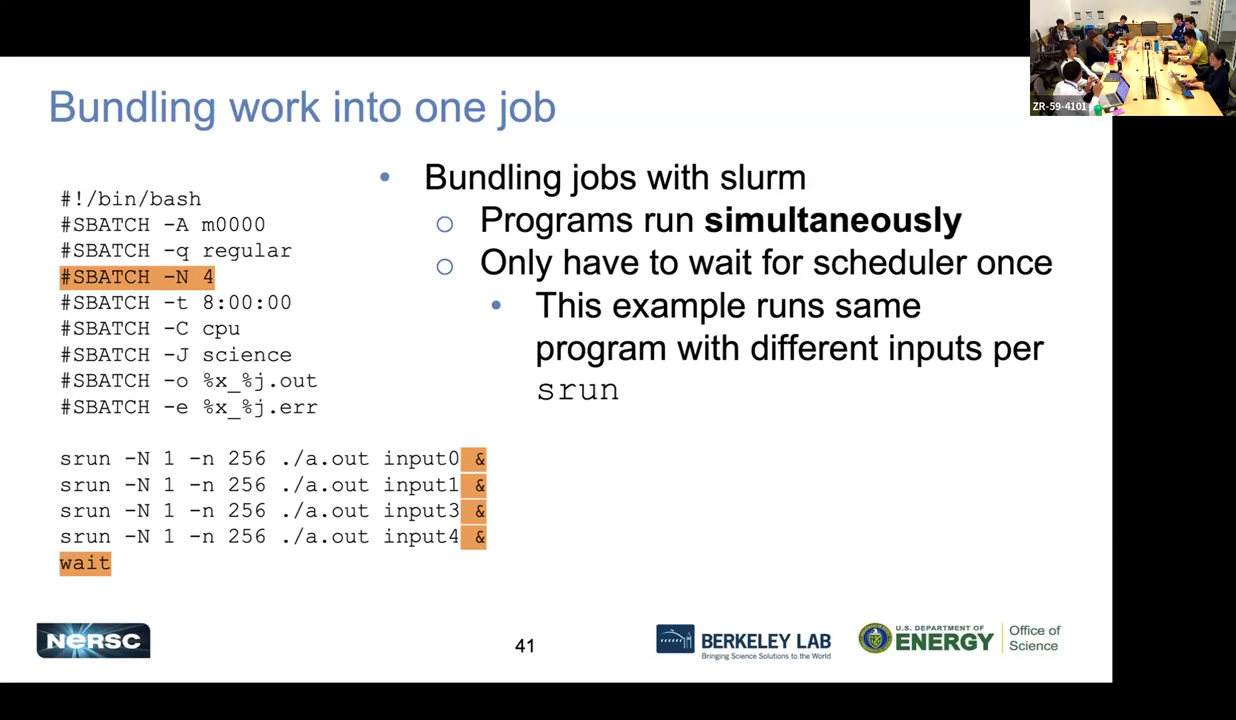 ZR-59-4101
Bundling work into one job
#!/bin/bash
#SBATCH -A m0000
#SBATCH -q regular
#SBATCH -N 4
#SBATCH -t 8:00:00
#SBATCH -C cpu
#SBATCH -J science
#SBATCH -o %x_%j.out
#SBATCH -e %x_%j.err
srun -N 1 -n 256 ./a.out input0 &
srun -N 1 -n 256 ./a.out input1 &
srun -N 1 -n 256 ./a.out input3 &
srun -N 1 -n 256 ./a.out input4 &
wait
• Bundling jobs with slurm
○ Programs run simultaneously
○ Only have to wait for scheduler once
• This example runs same
program with different inputs per
srun
NERSC
41
BERKELEY LAB
Bringing Science Solutions to the World
U.S. DEPARTMENT OF
ENERGY
Office of
Science